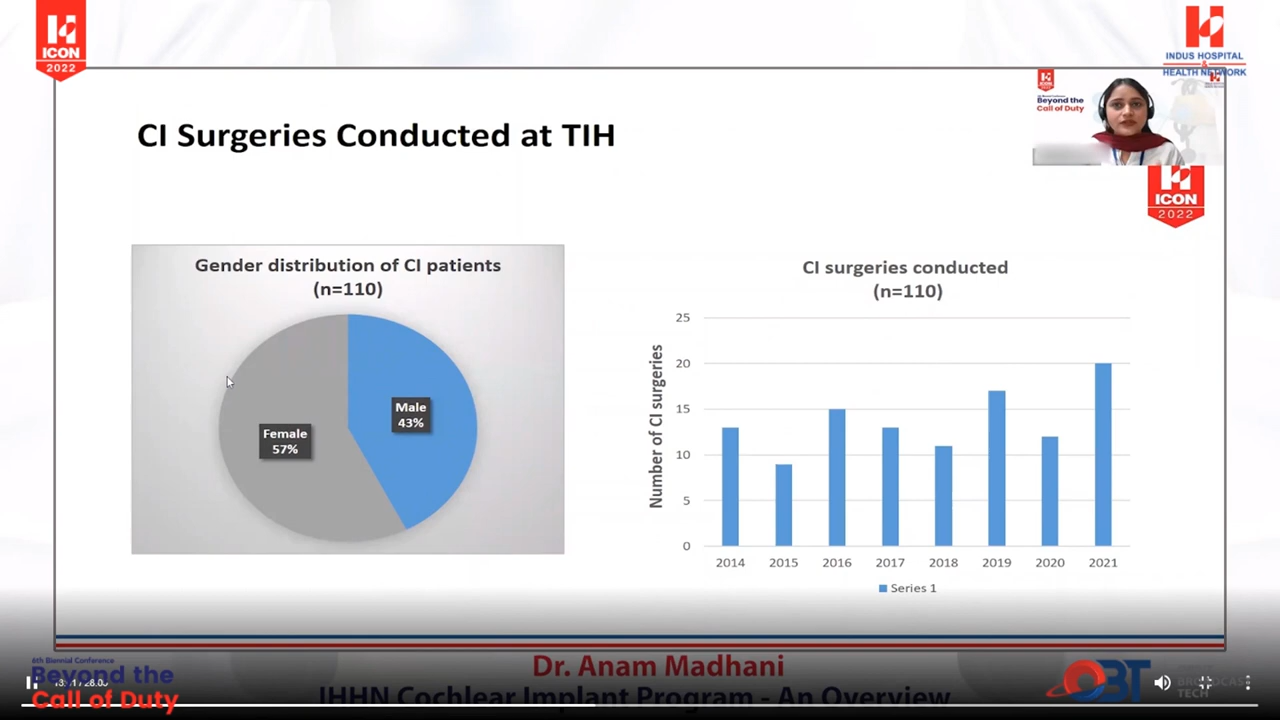 ICON
2022
INDUS HOSPITAL
&
HEALTH NETWORK
Beyond the
Call of Duty
CI Surgeries Conducted at TIH
ICON
2022
Gender distribution of CI patients
(n=110)
Male
43%
Female
57%
CI surgeries conducted
(n=110)
Number of CI surgeries
25
20
15
10
5
0
2014 2015 2016 2017 2018 2019 2020 2021
Series 1
6th Biennial Conference
Beyond the
Call of Duty
Dr. Anam Madhani
IHHN Cochlear Implant Program - An Overview
OBT
BROADCAST
TECH